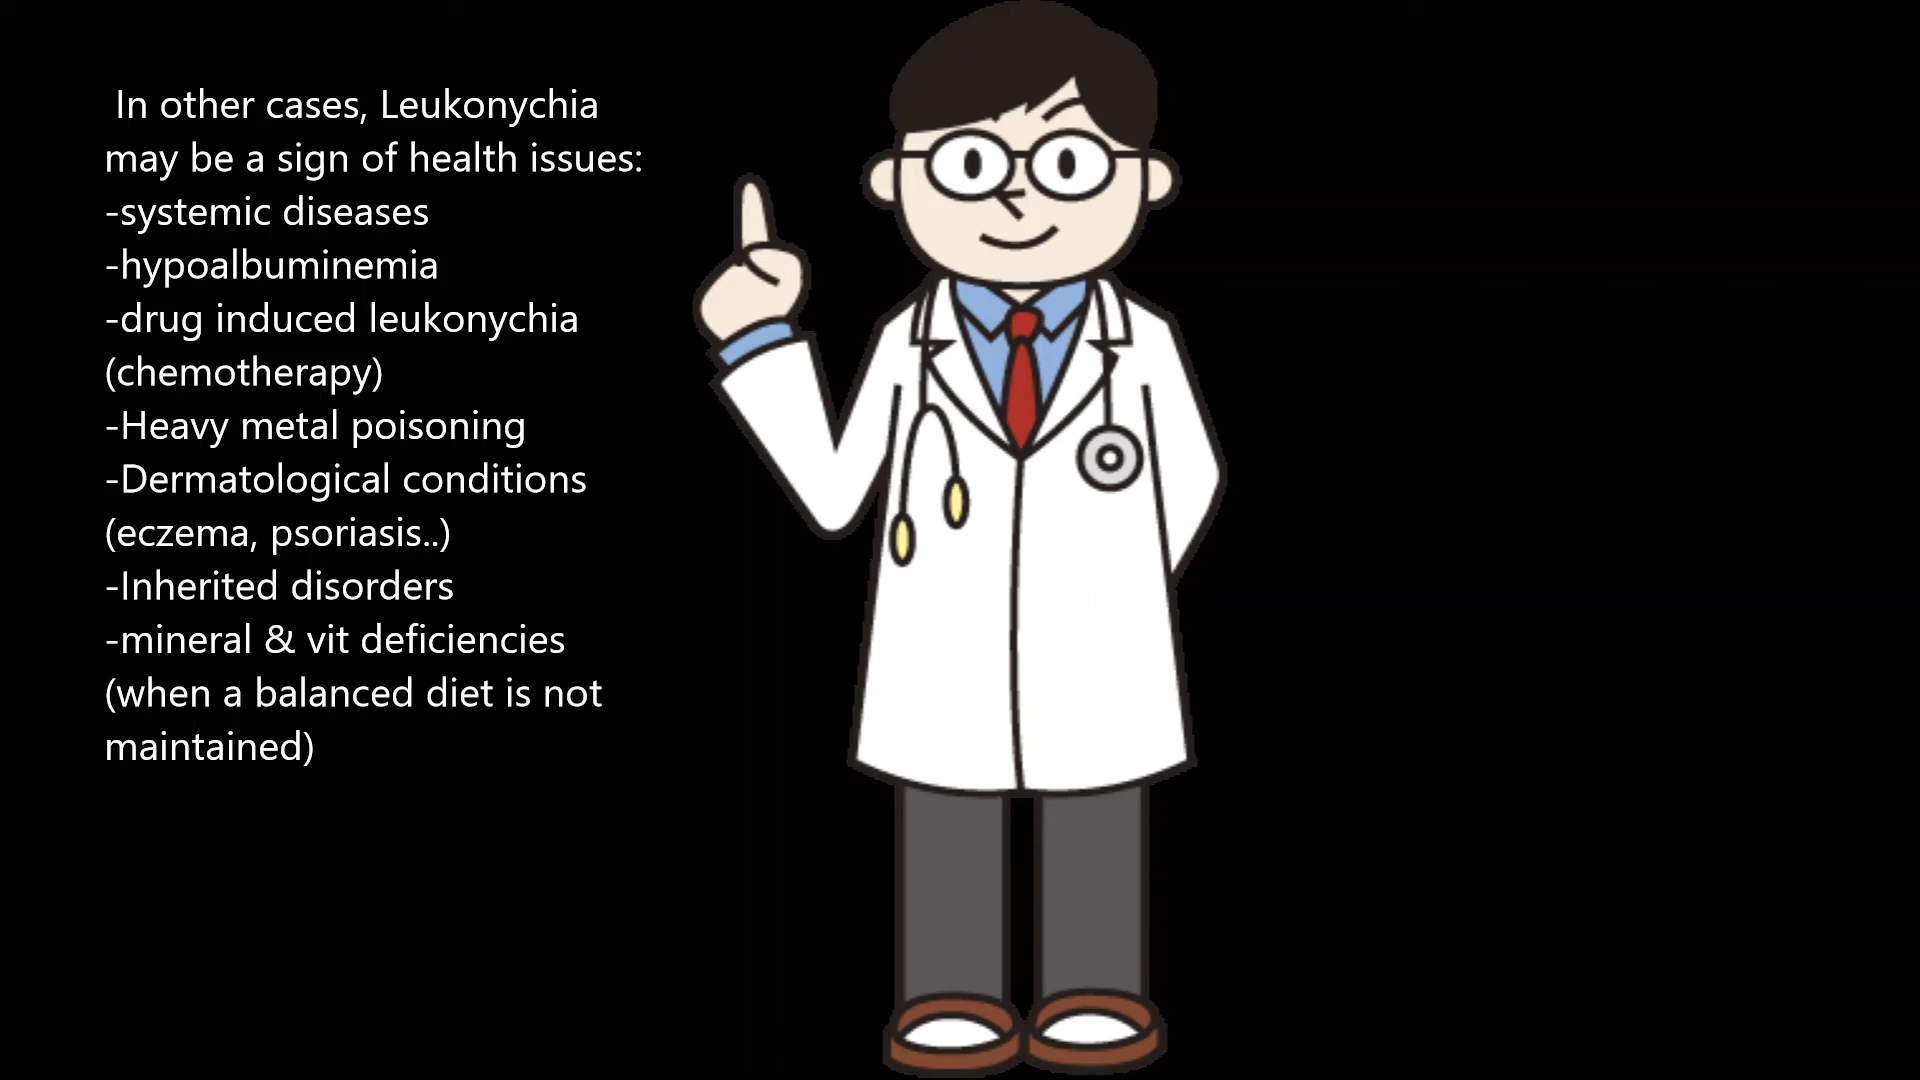 In other cases, Leukonychia
may be a sign of health issues:
-systemic diseases
-hypoalbuminemia
-drug induced leukonychia
(chemotherapy)
-Heavy metal poisoning
-Dermatological conditions
(eczema, psoriasis..)
-Inherited disorders
-mineral & vit deficiencies
(when a balanced diet is not
maintained)